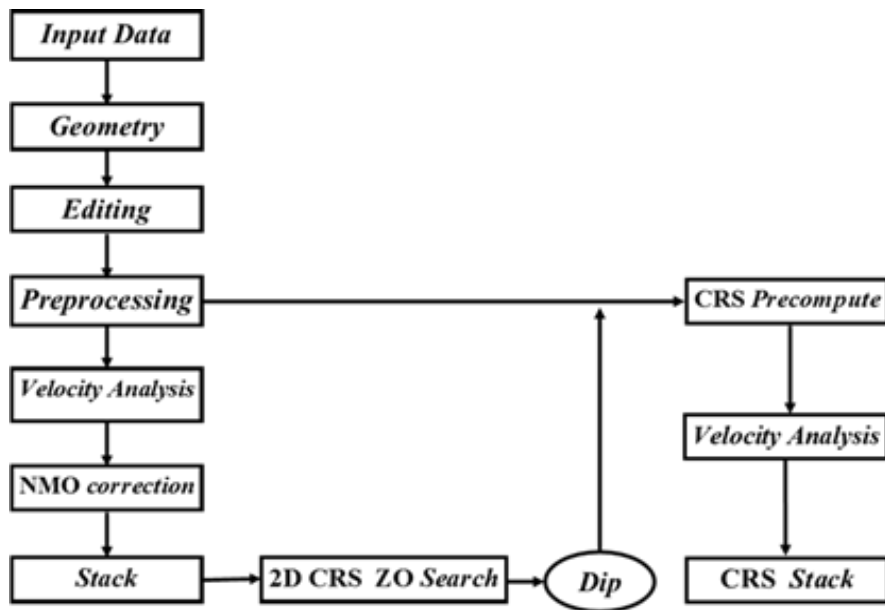 Input Data
Geometry
Editing
Preprocessing
CRS Precompute
Velocity Analysis
Velocity Analysis
NMO correction
Stack
2D CRS ZO Search
Dip
CRS Stack